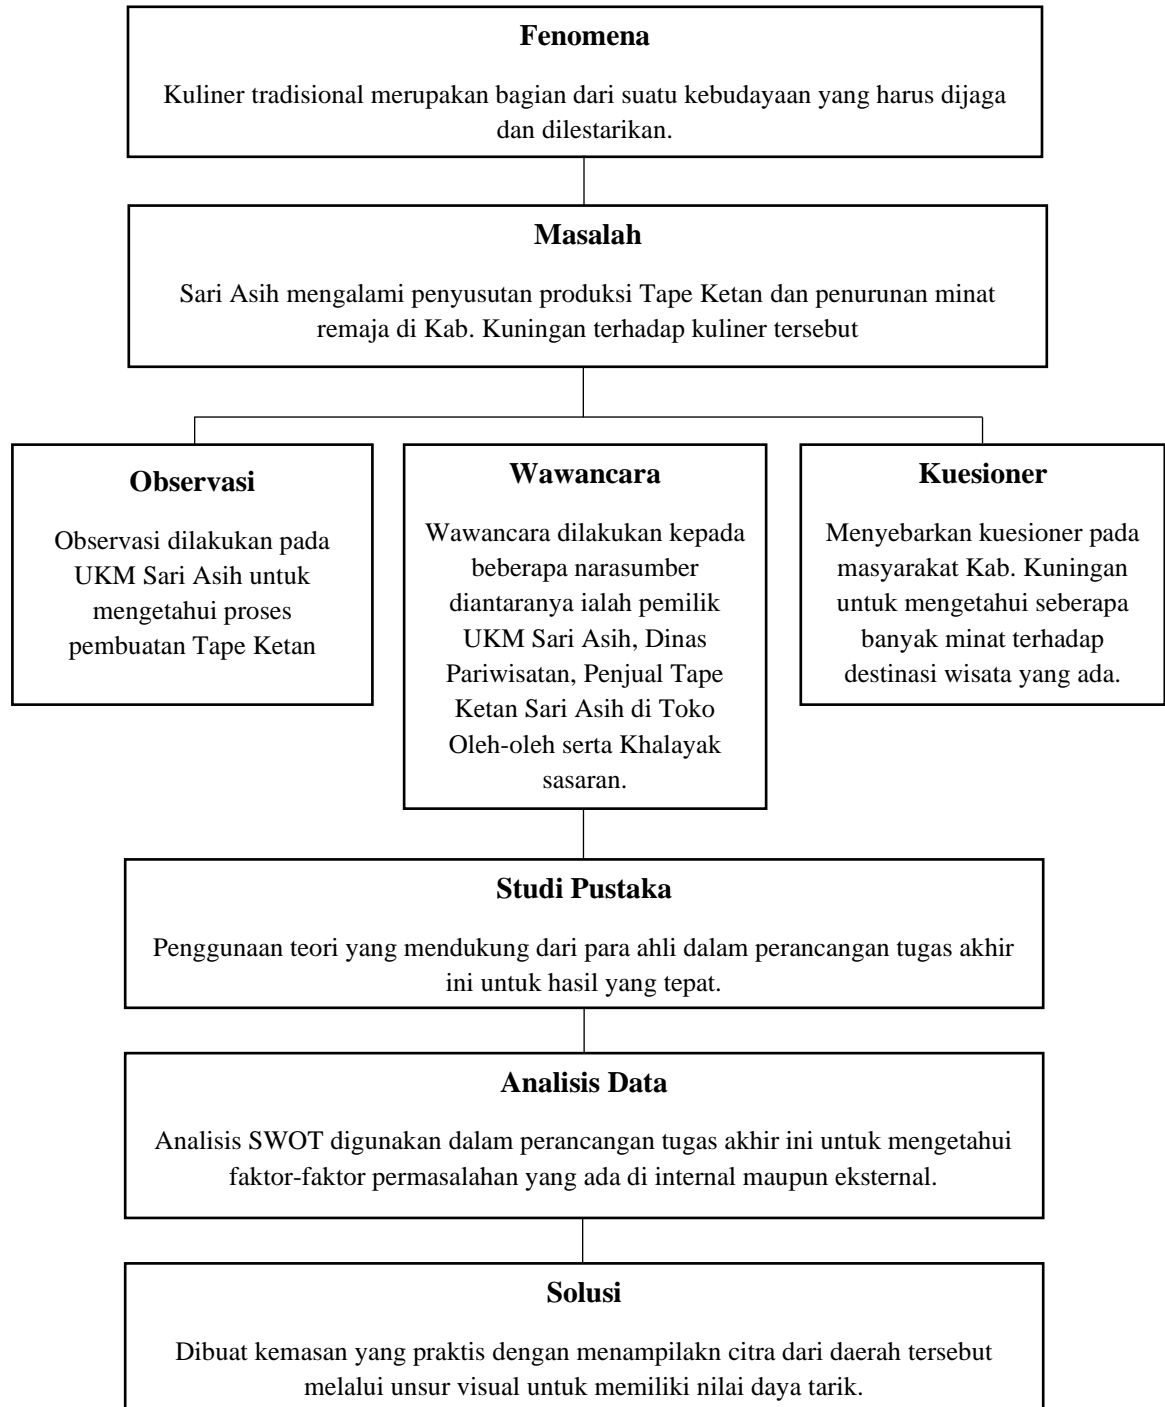 Fenomena
Kuliner tradisional merupakan bagian dari suatu kebudayaan yang harus dijaga
dan dilestarikan.
Masalah
Sari Asih mengalami penyusutan produksi Tape Ketan dan penurunan minat
remaja di Kab. Kuningan terhadap kuliner tersebut
Observasi
Observasi dilakukan pada
UKM Sari Asih untuk
mengetahui proses
pembuatan Tape Ketan
Wawancara
Wawancara dilakukan kepada
beberapa narasumber
diantaranya ialah pemilik
UKM Sari Asih, Dinas
Pariwisatan, Penjual Tape
Ketan Sari Asih di Toko
Oleh-oleh serta Khalayak
sasaran.
Kuesioner
Menyebarkan kuesioner pada
masyarakat Kab. Kuningan
untuk mengetahui seberapa
banyak minat terhadap
destinasi wisata yang ada.
Studi Pustaka
Penggunaan teori yang mendukung dari para ahli dalam perancangan tugas akhir
ini untuk hasil yang tepat.
Analisis Data
Analisis SWOT digunakan dalam perancangan tugas akhir ini untuk mengetahui
faktor-faktor permasalahan yang ada di internal maupun eksternal.
Solusi
Dibuat kemasan yang praktis dengan menampilakn citra dari daerah tersebut
melalui unsur visual untuk memiliki nilai daya tarik.